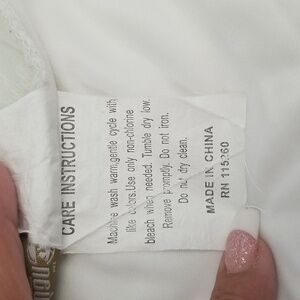 CARE INSTRUCTIONS
Machine wash warm,gentle cycle with
like colors.Use only non-chlorine
bleach when needed. Tumble dry low.
Remove promptly. Do not iron.
Do not dry clean.
MADE IN CHINA
RN 115260